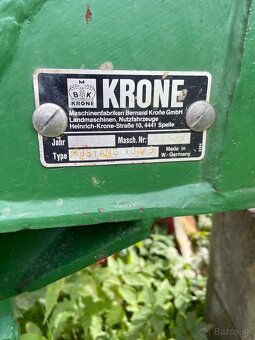 M
B K
KRONE
KRONE
Maschinenfabriken Bernard Krone GmbH
Landmaschinen, Nutzfahrzeuge
Heinrich-Krone-Straße 10, 4441 Spelle
Jahr
Masch. Nr.
Type
MUSTANG
Made in
W.-Germany
Bazos.sk